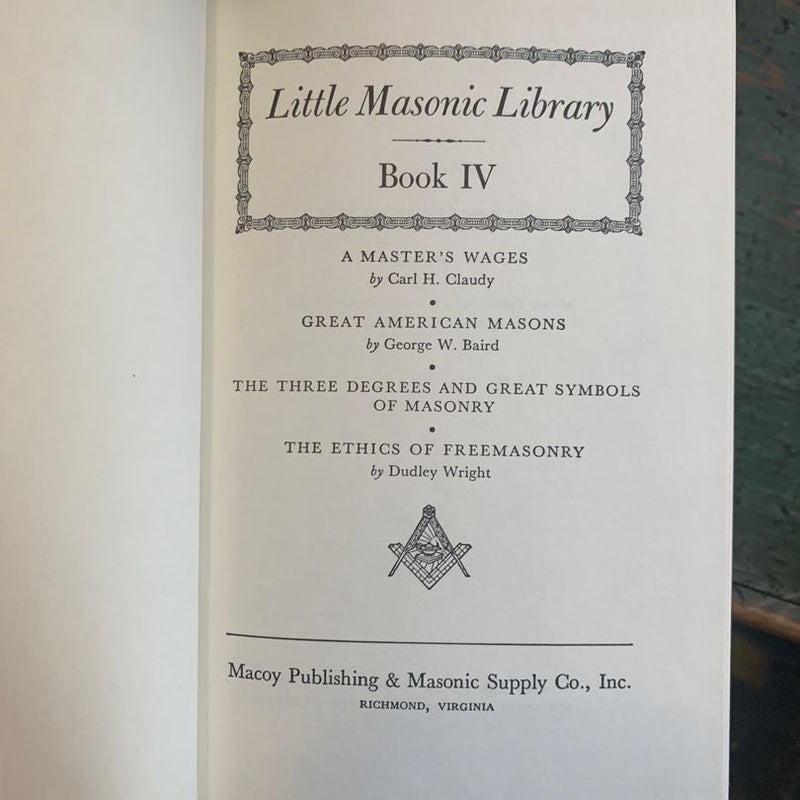 Little Masonic Library
Book IV
A MASTER'S WAGES
by Carl H. Claudy
GREAT AMERICAN MASONS
by George W. Baird
THE THREE DEGREES AND GREAT SYMBOLS
OF MASONRY
THE ETHICS OF FREEMASONRY
by Dudley Wright
Macoy Publishing & Masonic Supply Co., Inc.
RICHMOND, VIRGINIA